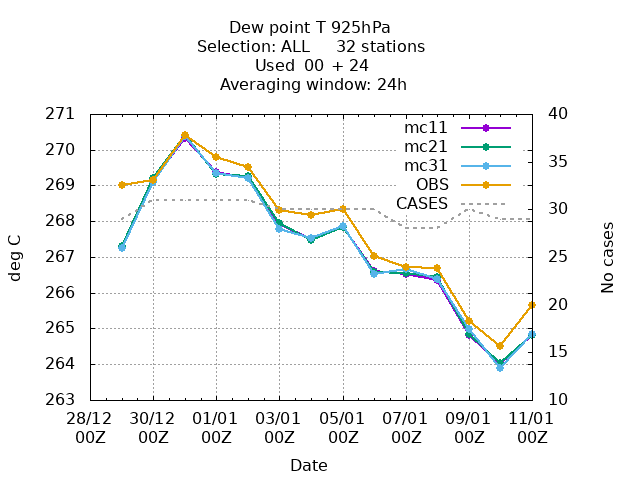 Dew point T 925hPa
Selection: ALL     32 stations
Used  00 + 24
Averaging window: 24h
271
270
269
268
267
266
265
264
263
deg C
40
35
30
25
20
15
10
No cases
mc11
mc21
mc31
OBS
CASES
28/12 30/12 01/01 03/01 05/01 07/01 09/01 11/01
00Z 00Z 00Z 00Z 00Z 00Z 00Z 00Z
Date